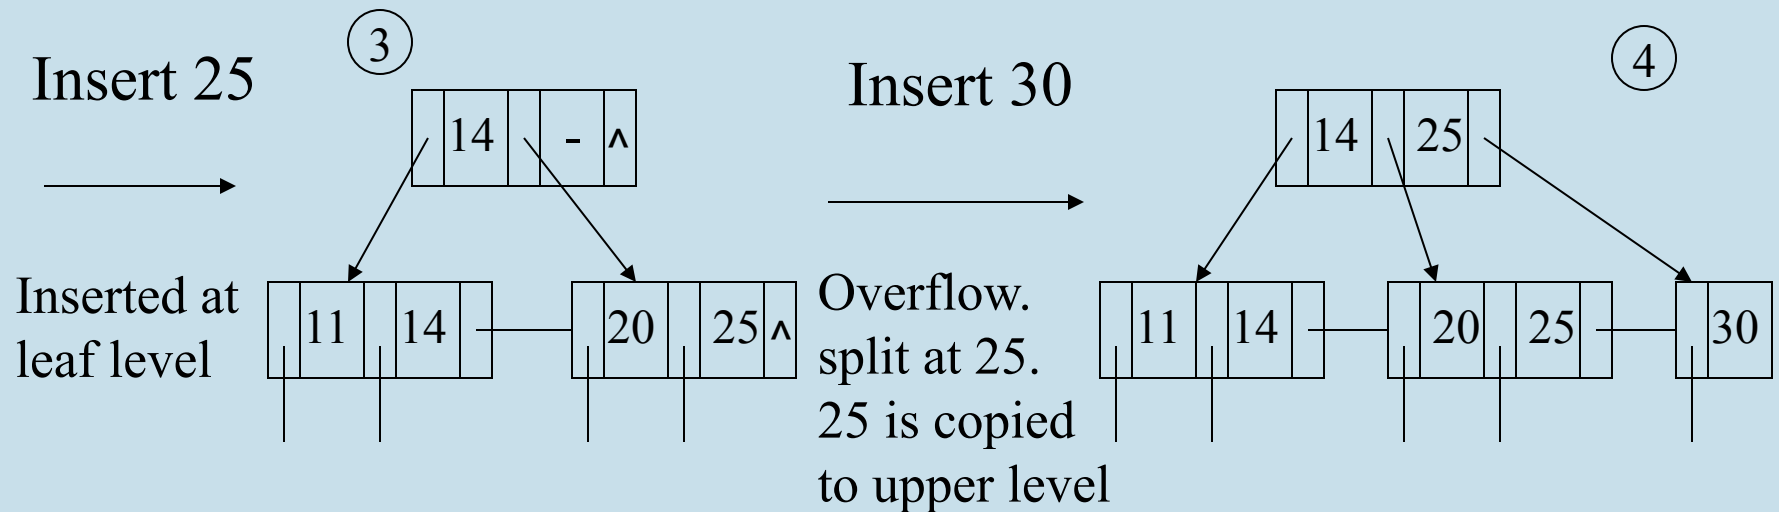 Insert 25
3
14 - ^
Inserted at
leaf level
11 14 20 25 ^
Insert 30
4
14 25
Overflow.
split at 25.
25 is copied
to upper level
11 14 20 25 30